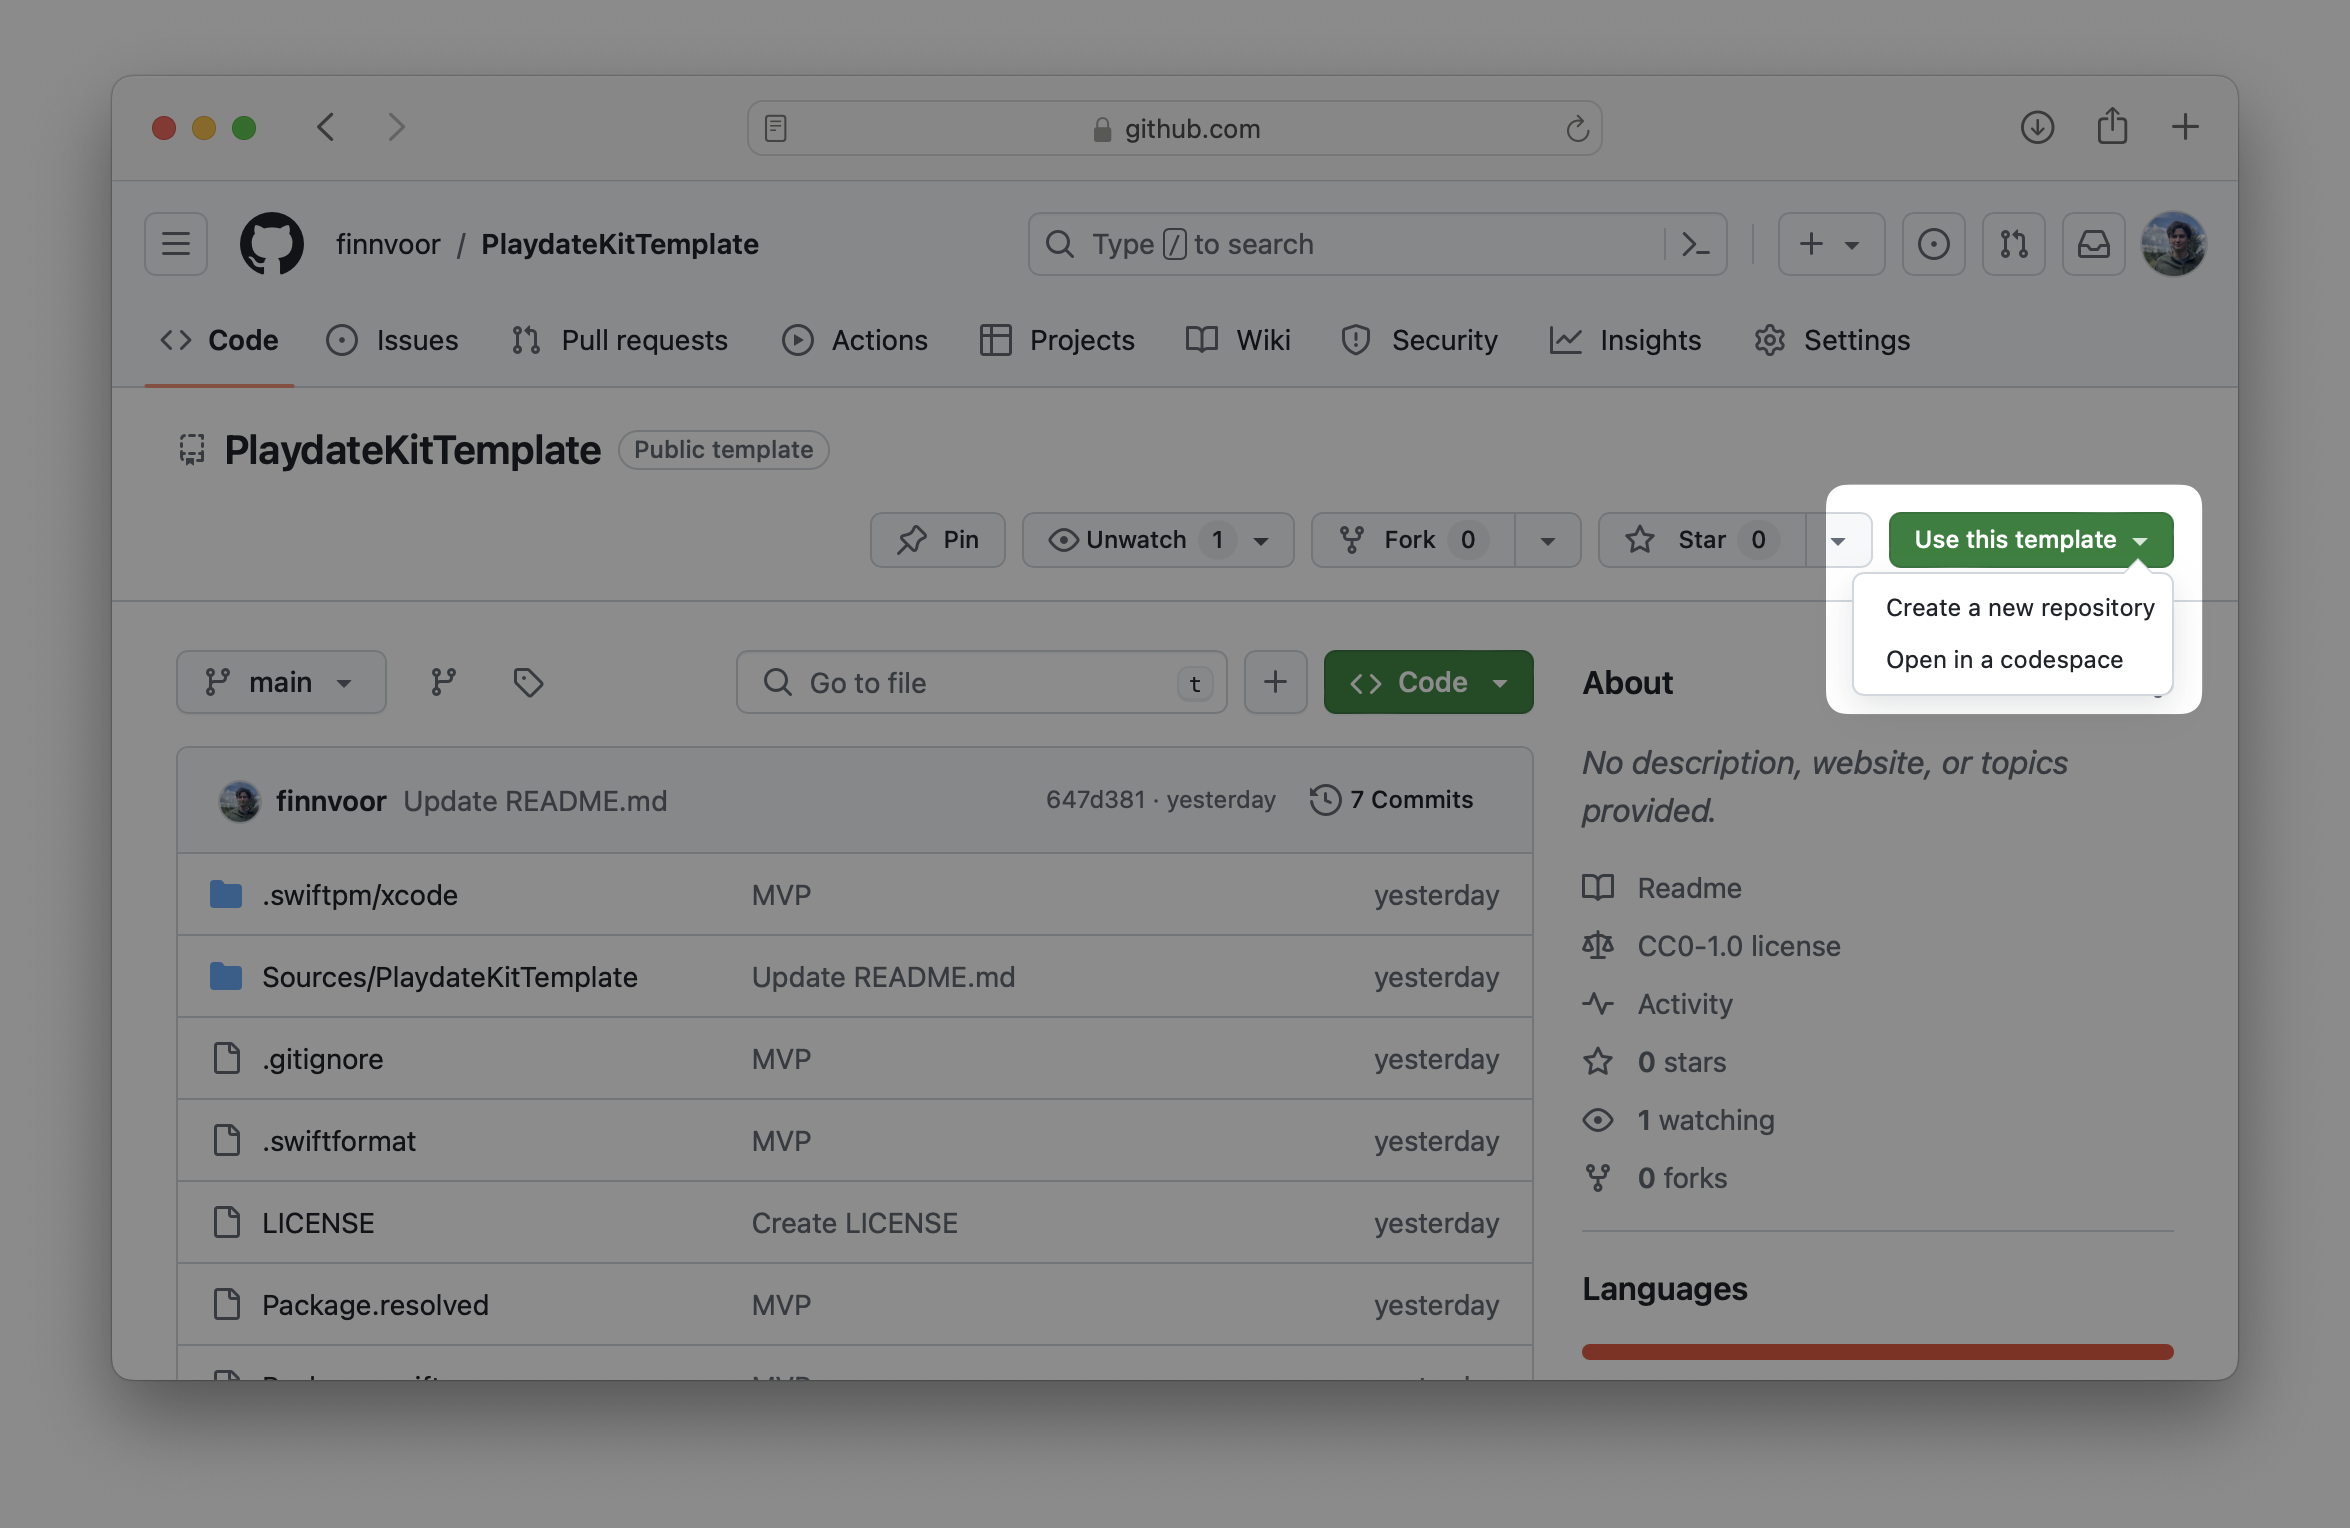 github.com
finnvoor / PlaydateKitTemplate
Type / to search
Code Issues Pull requests Actions Projects Wiki Security Insights Settings
PlaydateKitTemplate Public template
Pin Unwatch 1 Fork 0 Star 0 Use this template
Create a new repository
Open in a codespace
main Go to file t + Code
finnvoor Update README.md 647d381 · yesterday 7 Commits
.swiftpm/xcode MVP yesterday
Sources/PlaydateKitTemplate Update README.md yesterday
.gitignore MVP yesterday
.swiftformat MVP yesterday
LICENSE Create LICENSE yesterday
Package.resolved MVP yesterday
About
No description, website, or topics
provided.
Readme
CC0-1.0 license
Activity
0 stars
1 watching
0 forks
Languages